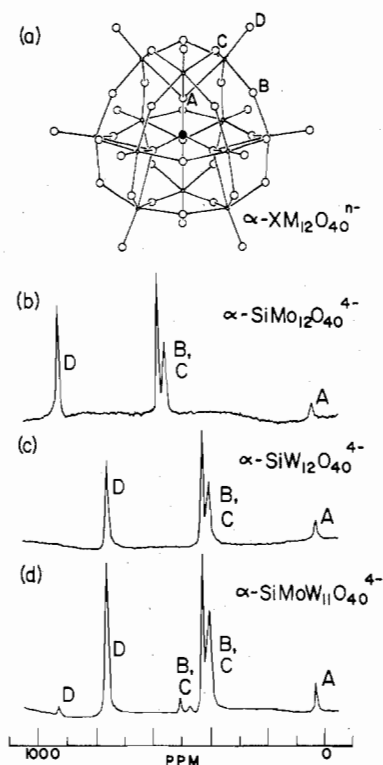 (a)
D
C
B
A
α-XM₁₂O₄₀ⁿ⁻
(b)
α-SiMo₁₂O₄₀⁴⁻
D
B,
C
A
(c)
α-SiW₁₂O₄₀⁴⁻
D
B,
C
A
(d)
α-SiMoW₁₁O₄₀⁴⁻
D
D
B,
C
B,
C
A
1000
0
PPM